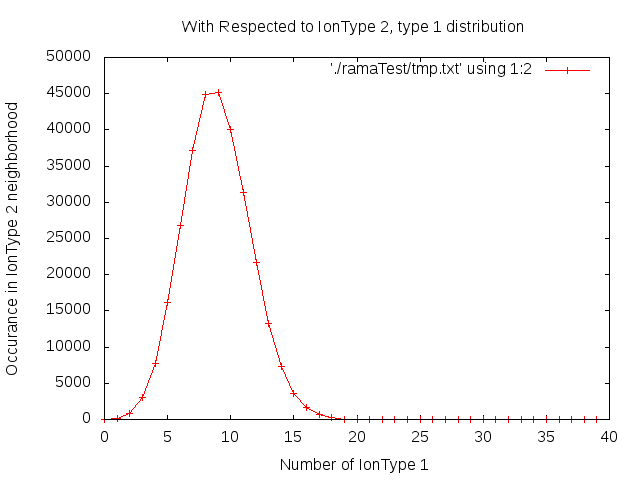 With Respected to IonType 2, type 1 distribution
'./ramaTest/tmp.txt' using 1:2
50000
45000
40000
35000
30000
25000
20000
15000
10000
5000
0
Occurance in IonType 2 neighborhood
0 5 10 15 20 25 30 35 40
Number of IonType 1